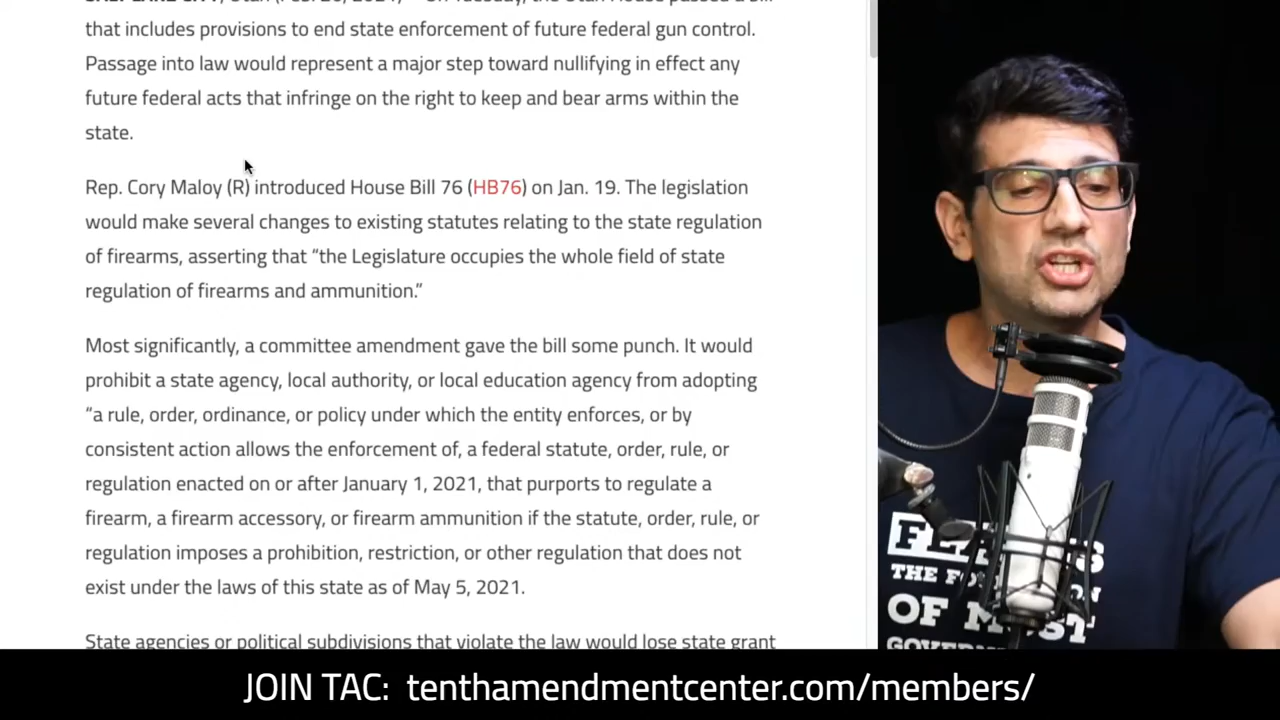 that includes provisions to end state enforcement of future federal gun control.
Passage into law would represent a major step toward nullifying in effect any
future federal acts that infringe on the right to keep and bear arms within the
state.
Rep. Cory Maloy (R) introduced House Bill 76 (HB76) on Jan. 19. The legislation
would make several changes to existing statutes relating to the state regulation
of firearms, asserting that “the Legislature occupies the whole field of state
regulation of firearms and ammunition.”
Most significantly, a committee amendment gave the bill some punch. It would
prohibit a state agency, local authority, or local education agency from adopting
“a rule, order, ordinance, or policy under which the entity enforces, or by
consistent action allows the enforcement of, a federal statute, order, rule, or
regulation enacted on or after January 1, 2021, that purports to regulate a
firearm, a firearm accessory, or firearm ammunition if the statute, order, rule, or
regulation imposes a prohibition, restriction, or other regulation that does not
exist under the laws of this state as of May 5, 2021.
State agencies or political subdivisions that violate the law would lose state grant
THE
OF
JOIN TAC: tenthamendmentcenter.com/members/